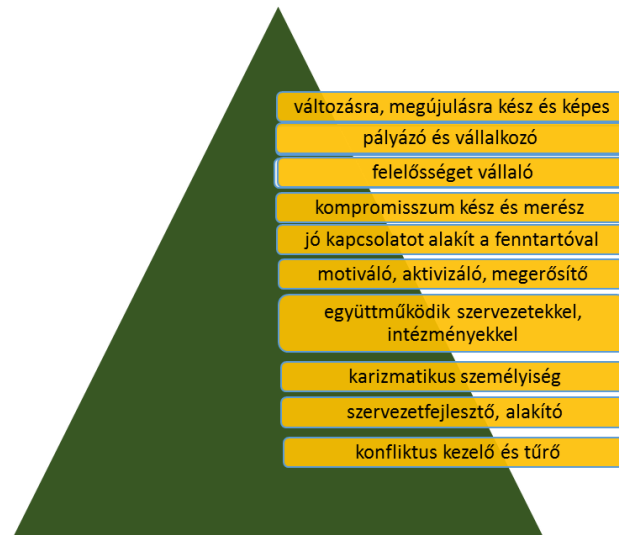 változásra, megújulásra kész és képes
pályázó és vállalkozó
felelősséget vállaló
kompromisszum kész és merész
jó kapcsolatot alakít a fenntartóval
motiváló, aktivizáló, megerősítő
együttműködik szervezetekkel,
intézményekkel
karizmatikus személyiség
szervezetfejlesztő, alakító
konfliktus kezelő és tűrő